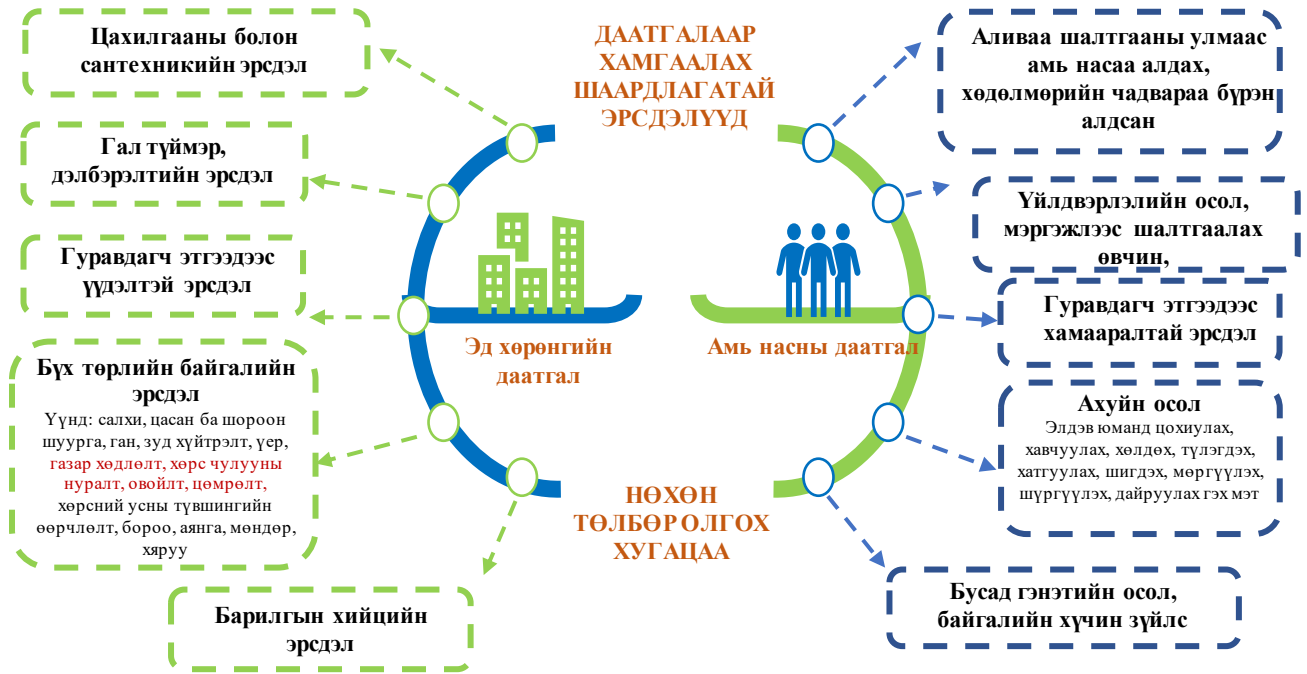 ДААТГАЛААР
ХАМГААЛАХ
ШААРДЛАГАТАЙ
ЭРСДЭЛҮҮД
Цахилгааны болон
сантехникийн эрсдэл
Гал түймэр,
дэлбэрэлтийн эрсдэл
Гуравдагч этгээдээс
үүдэлтэй эрсдэл
Бүх төрлийн байгалийн
эрсдэл
Үүнд: салхи, цасан ба шороон
шуурга, ган, зуд хүйтрэлт, үер,
газар хөдлөлт, хөрс чулууны
нуралт, овойлт, цөмрөлт,
хөрсний усны түвшингийн
өөрчлөлт, бороо, аянга, мөндөр,
хяруу
Барилгын хийцийн
эрсдэл
Эд хөрөнгийн
даатгал
Амь насны даатгал
НӨХӨН
ТӨЛБӨР ОЛГОХ
ХУГАЦАА
Аливаа шалтгааны улмаас
амь насаа алдах,
хөдөлмөрийн чадвараа бүрэн
алдсан
Үйлдвэрлэлийн осол,
мэргэжлээс шалтгаалах
өвчин,
Гуравдагч этгээдээс
хамааралтай эрсдэл
Ахуйн осол
Элдэв юманд цохиулах,
хавчуулах, хөлдөх, түлэгдэх,
хатгуулах, шигдэх, мөргүүлэх,
шүргүүлэх, дайруулах гэх мэт
Бусад гэнэтийн осол,
байгалийн хүчин зүйлс